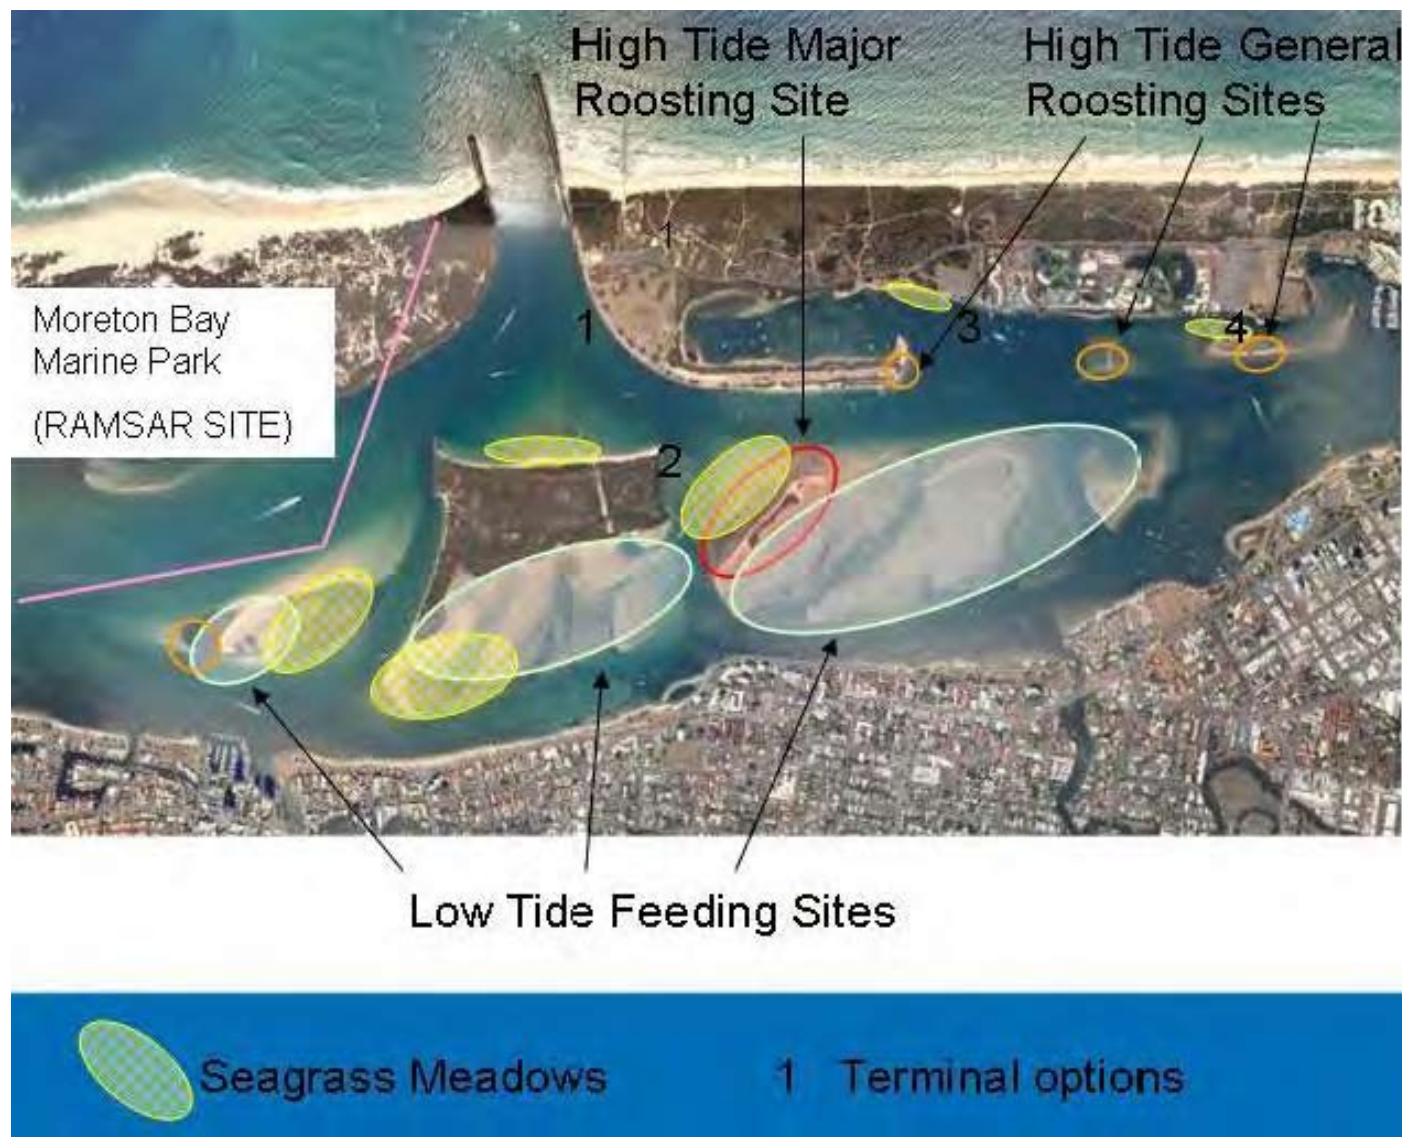 High Tide Major
Roosting Site
High Tide General
Roosting Sites
1
Moreton Bay
Marine Park
(RAMSAR SITE)
1
3
4
2
Low Tide Feeding Sites
Seagrass Meadows
1 Terminal options